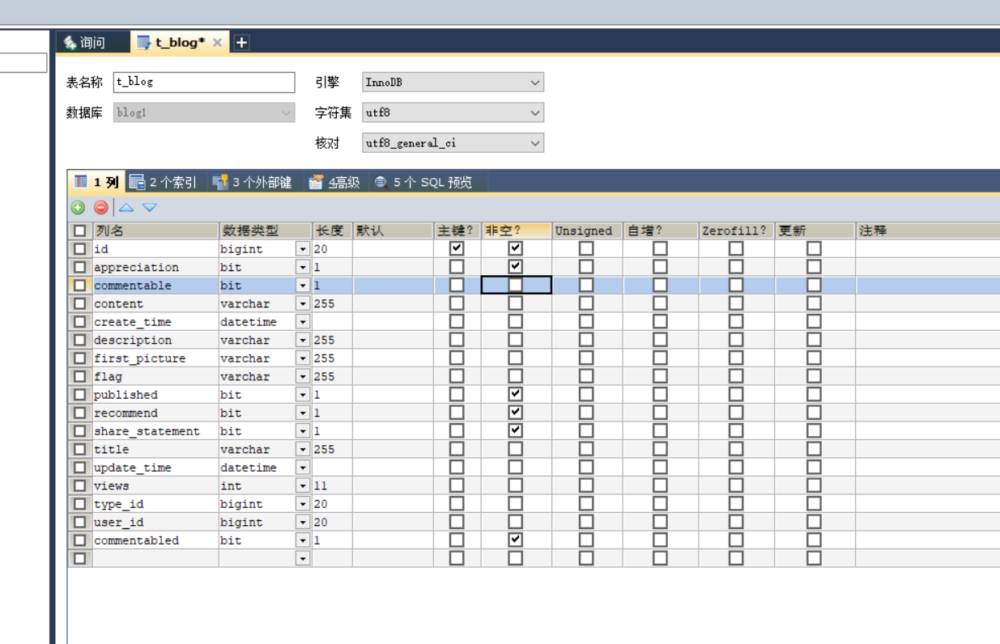 询问 t_blog*
表名称 t_blog 引擎 InnoDB
数据库 blog1 字符集 utf8
核对 utf8_general_ci
1 列 2 个索引 3 个外部键 4高级 5 个 SQL 预览
列名 数据类型 长度 默认 主键? 非空? Unsigned 自增? Zerofill? 更新 注释
id bigint 20
appreciation bit 1
commentable bit 1
content varchar 255
create_time datetime
description varchar 255
first_picture varchar 255
flag varchar 255
published bit 1
recommend bit 1
share_statement bit 1
title varchar 255
update_time datetime
views int 11
type_id bigint 20
user_id bigint 20
commentabled bit 1